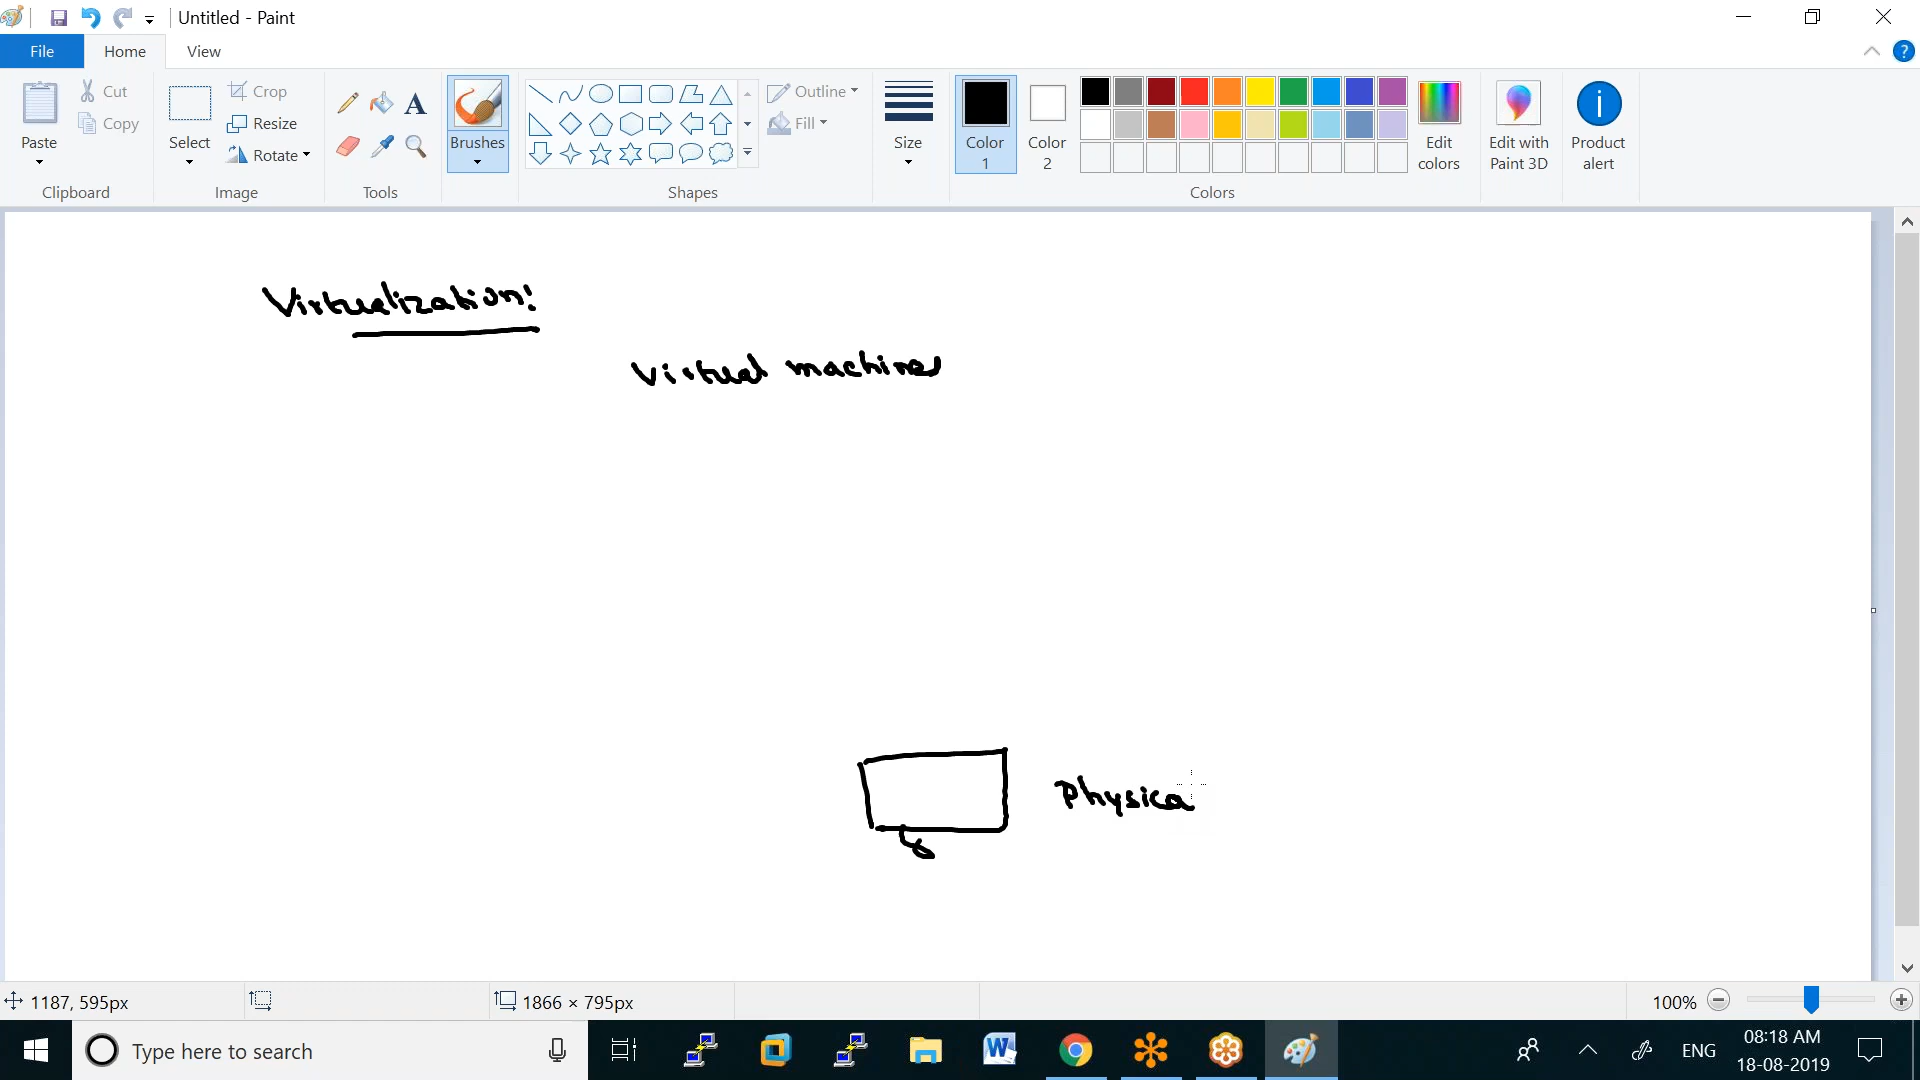 Untitled - Paint
File Home View
Paste Cut Copy Select Crop Resize Rotate Brushes Outline Fill Size Color 1 Color 2 Edit colors Edit with Paint 3D Product alert
Clipboard Image Tools Shapes Colors
Virtualization:
Virtual machines
Physica
1187, 595px 1866 × 795px 100%
Type here to search ENG 08:18 AM
18-08-2019